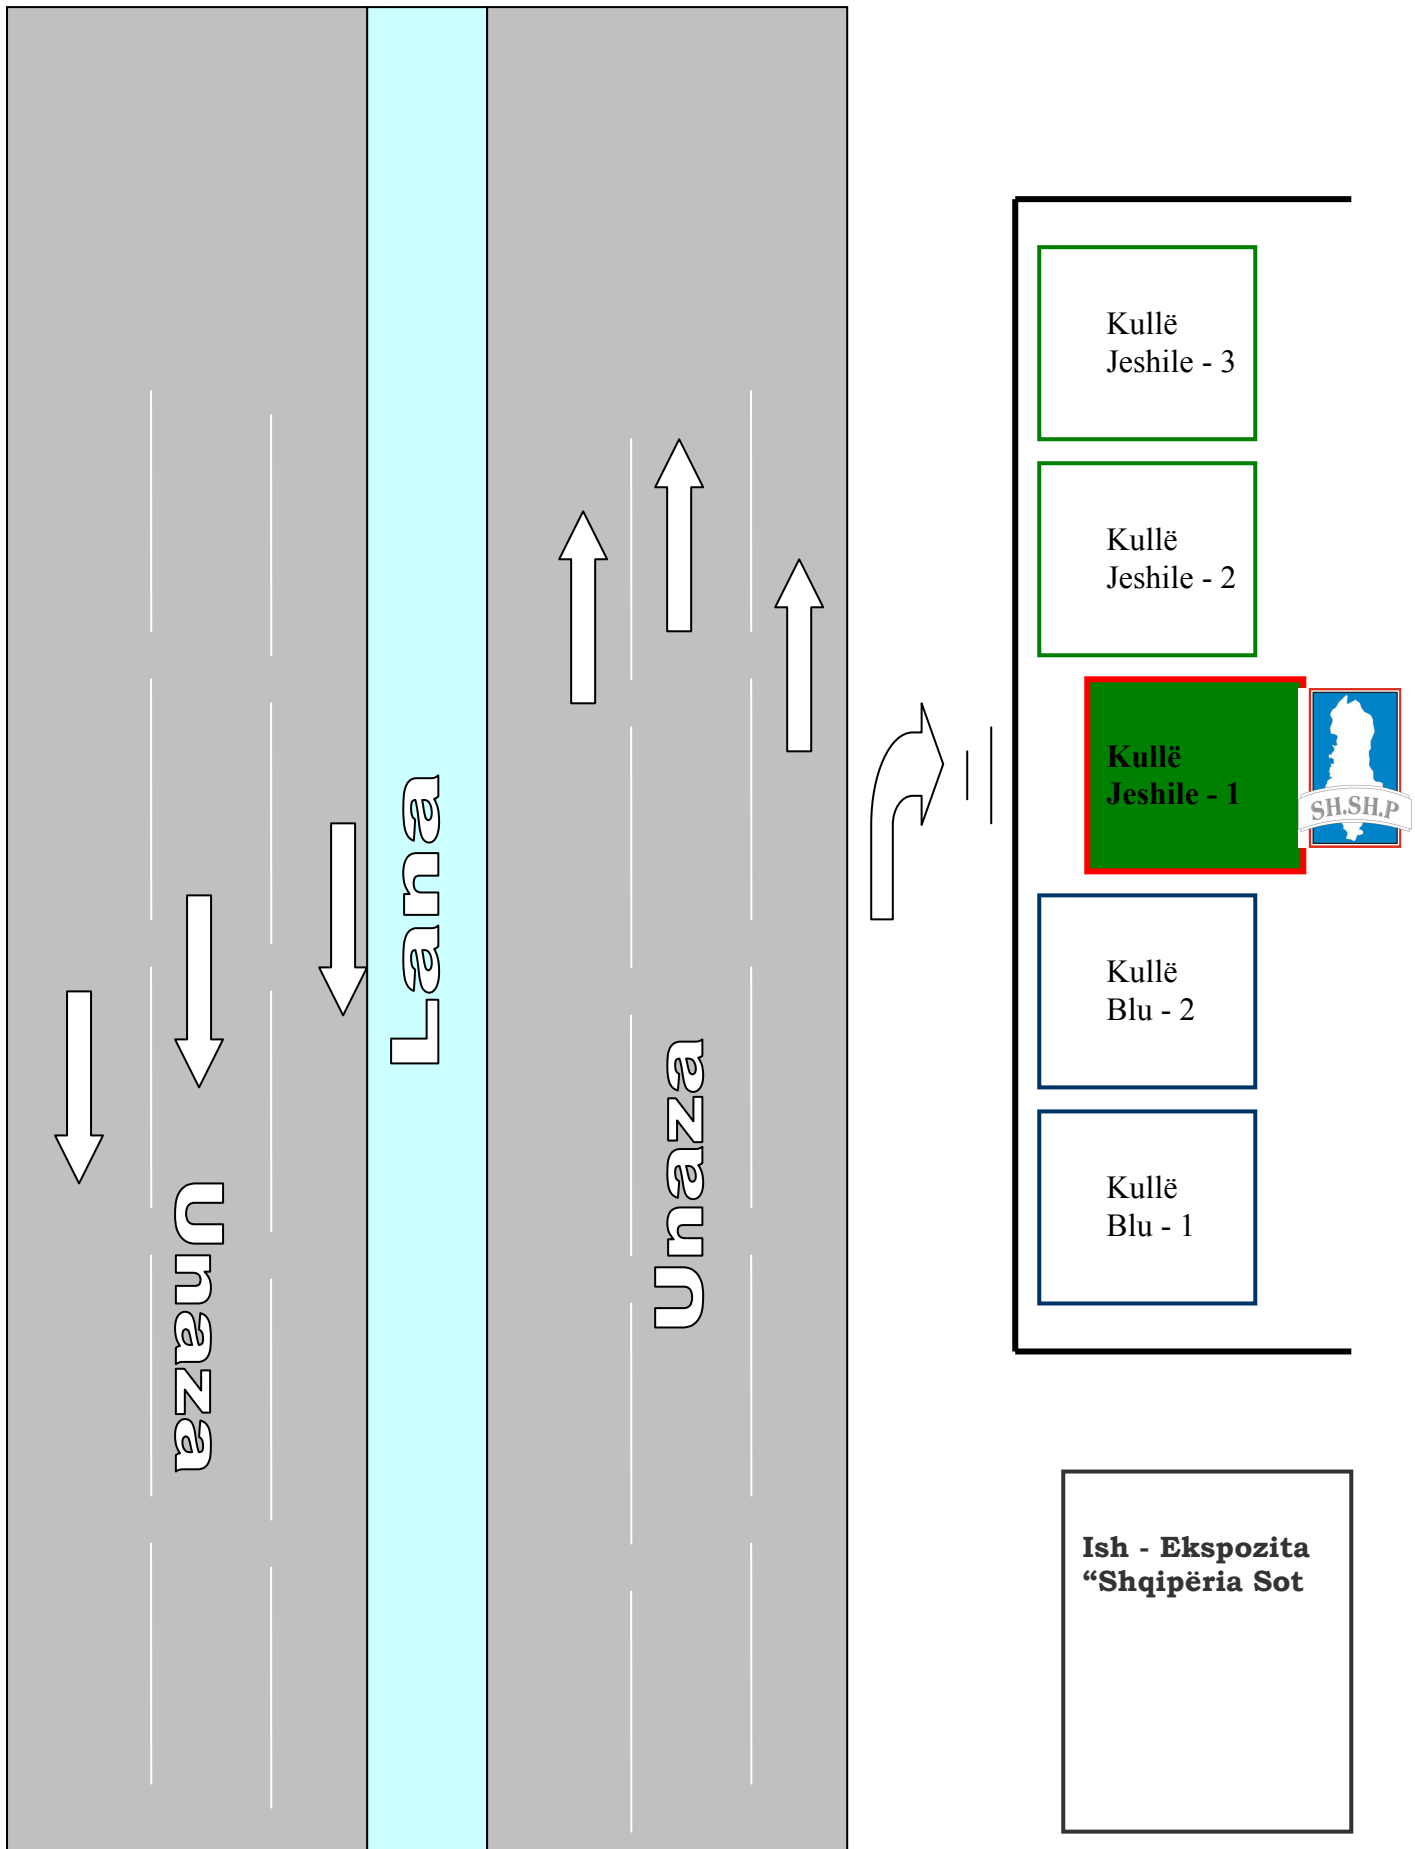 Kullë
Jeshile - 3
Kullë
Jeshile - 2
Kullë
Jeshile - 1
SH.SH.P
Lana
Kullë
Blu - 2
Unaza
Kullë
Blu - 1
Unaza
Ish - Ekspozita
“Shqipëria Sot